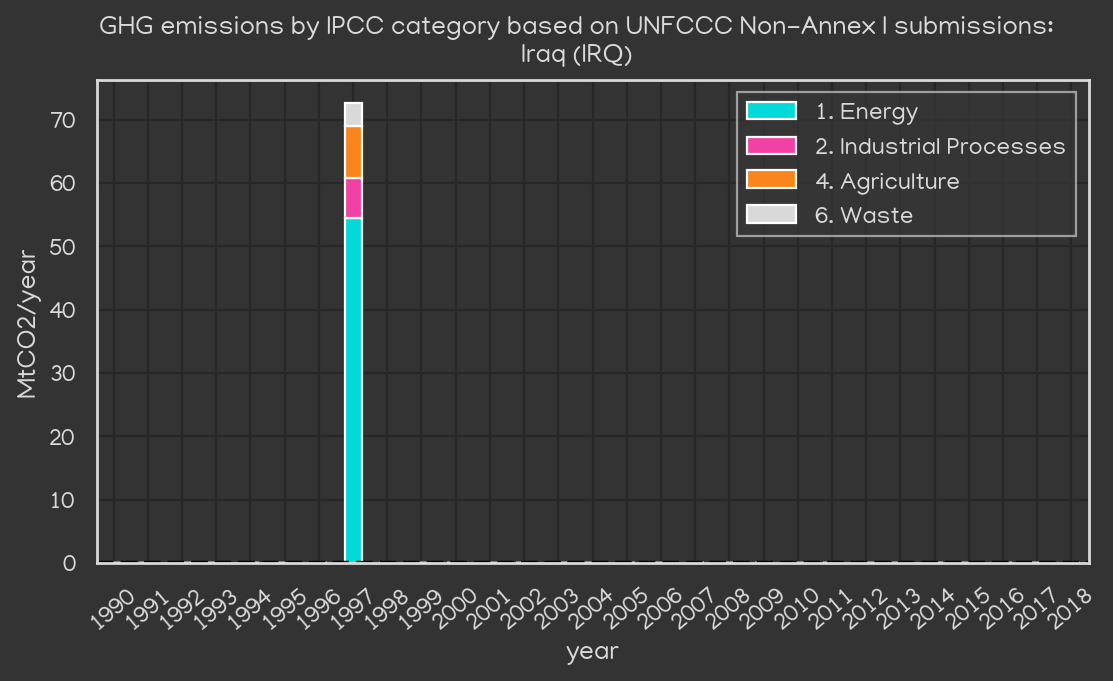 GHG emissions by IPCC category based on UNFCCC Non-Annex I submissions:
Iraq (IRQ)
1. Energy
2. Industrial Processes
4. Agriculture
6. Waste
MtCO2/year
70
60
50
40
30
20
10
0
1990 1991 1992 1993 1994 1995 1996 1997 1998 1999 2000 2001 2002 2003 2004 2005 2006 2007 2008 2009 2010 2011 2012 2013 2014 2015 2016 2017 2018
year